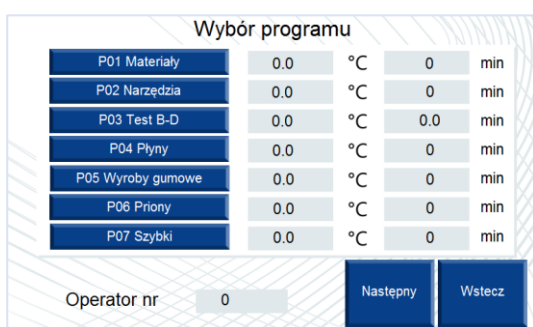 Wybór programu
P01 Materiały 0.0 °C 0 min
P02 Narzędzia 0.0 °C 0 min
P03 Test B-D 0.0 °C 0.0 min
P04 Płyny 0.0 °C 0 min
P05 Wyroby gumowe 0.0 °C 0 min
P06 Priony 0.0 °C 0 min
P07 Szybki 0.0 °C 0 min
Operator nr 0 Następny Wstecz